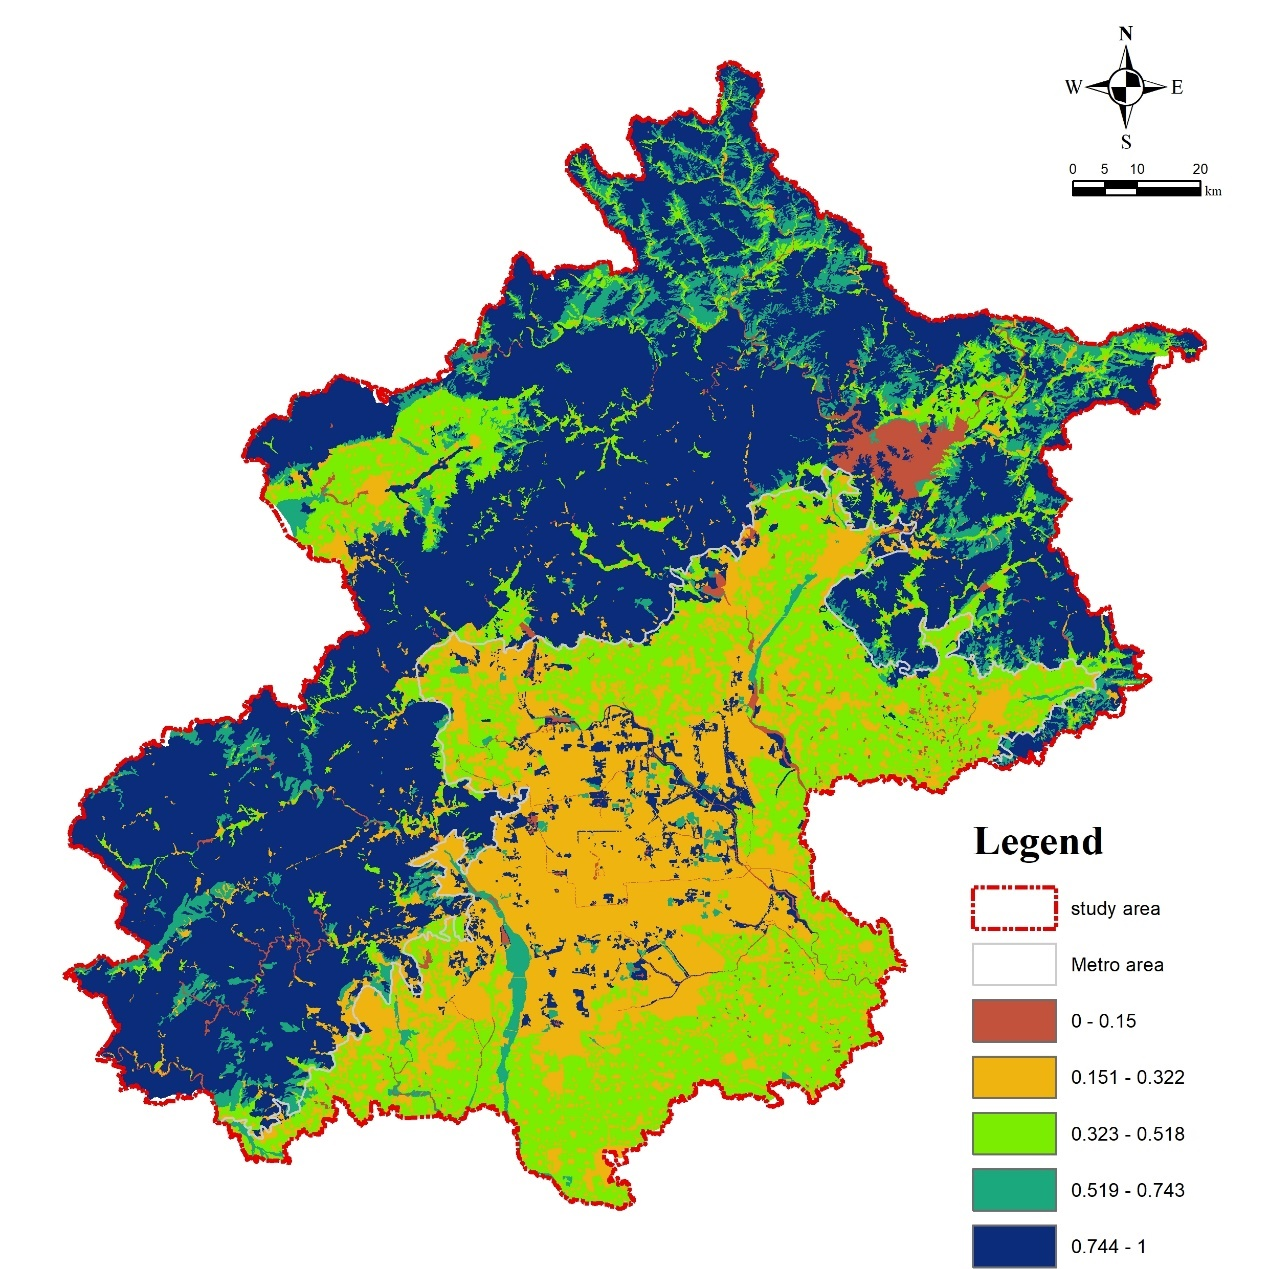 N
W E
S
0 5 10 20
km
Legend
study area
Metro area
0 - 0.15
0.151 - 0.322
0.323 - 0.518
0.519 - 0.743
0.744 - 1